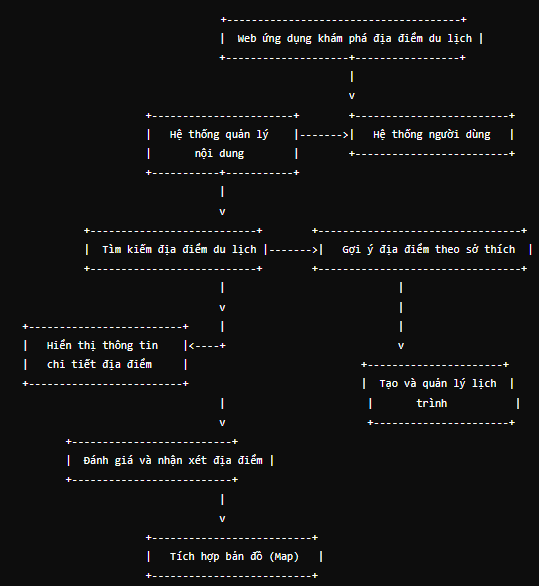 Web ứng dụng khám phá địa điểm du lịch
Hệ thống quản lý
nội dung
Hệ thống người dùng
Tìm kiếm địa điểm du lịch
Gợi ý địa điểm theo sở thích
Hiển thị thông tin
chi tiết địa điểm
Tạo và quản lý lịch
trình
Đánh giá và nhận xét địa điểm
Tích hợp bản đồ (Map)